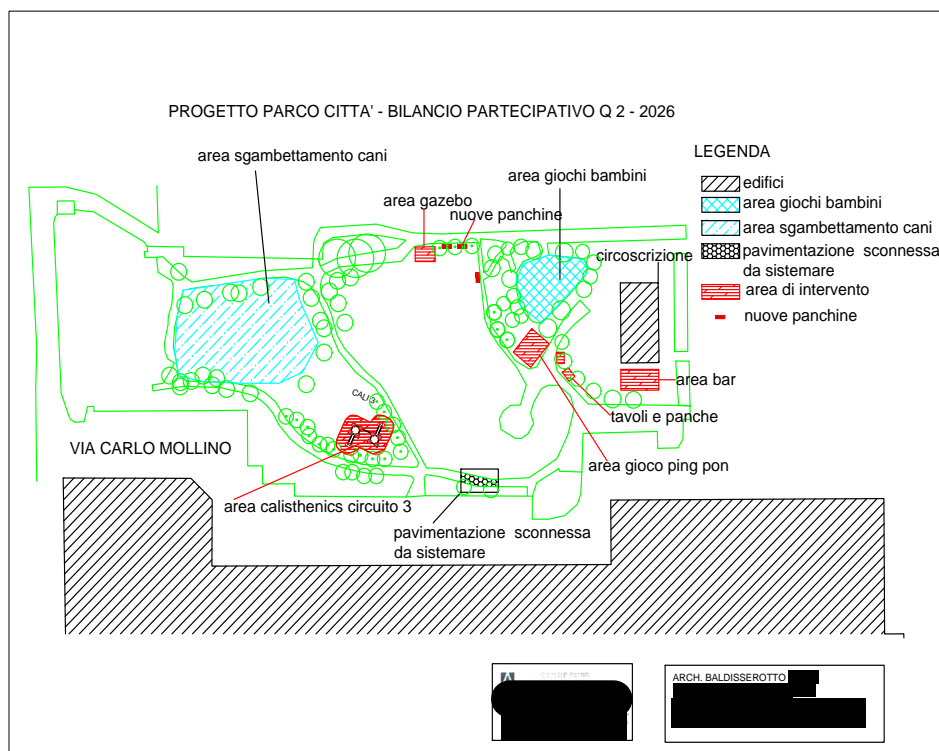 PROGETTO PARCO CITTA' - BILANCIO PARTECIPATIVO Q 2 - 2026
area sgambettamento cani
area giochi bambini
area gazebo
nuove panchine
LEGENDA
edifici
area giochi bambini
area sgambettamento cani
pavimentazione sconnessa
da sistemare
area di intervento
nuove panchine
circoscrizione
area bar
tavoli e panche
area gioco ping pon
CALI 3
VIA CARLO MOLLINO
area calisthenics circuito 3
pavimentazione sconnessa
da sistemare
ARCH. BALDISSEROTTO